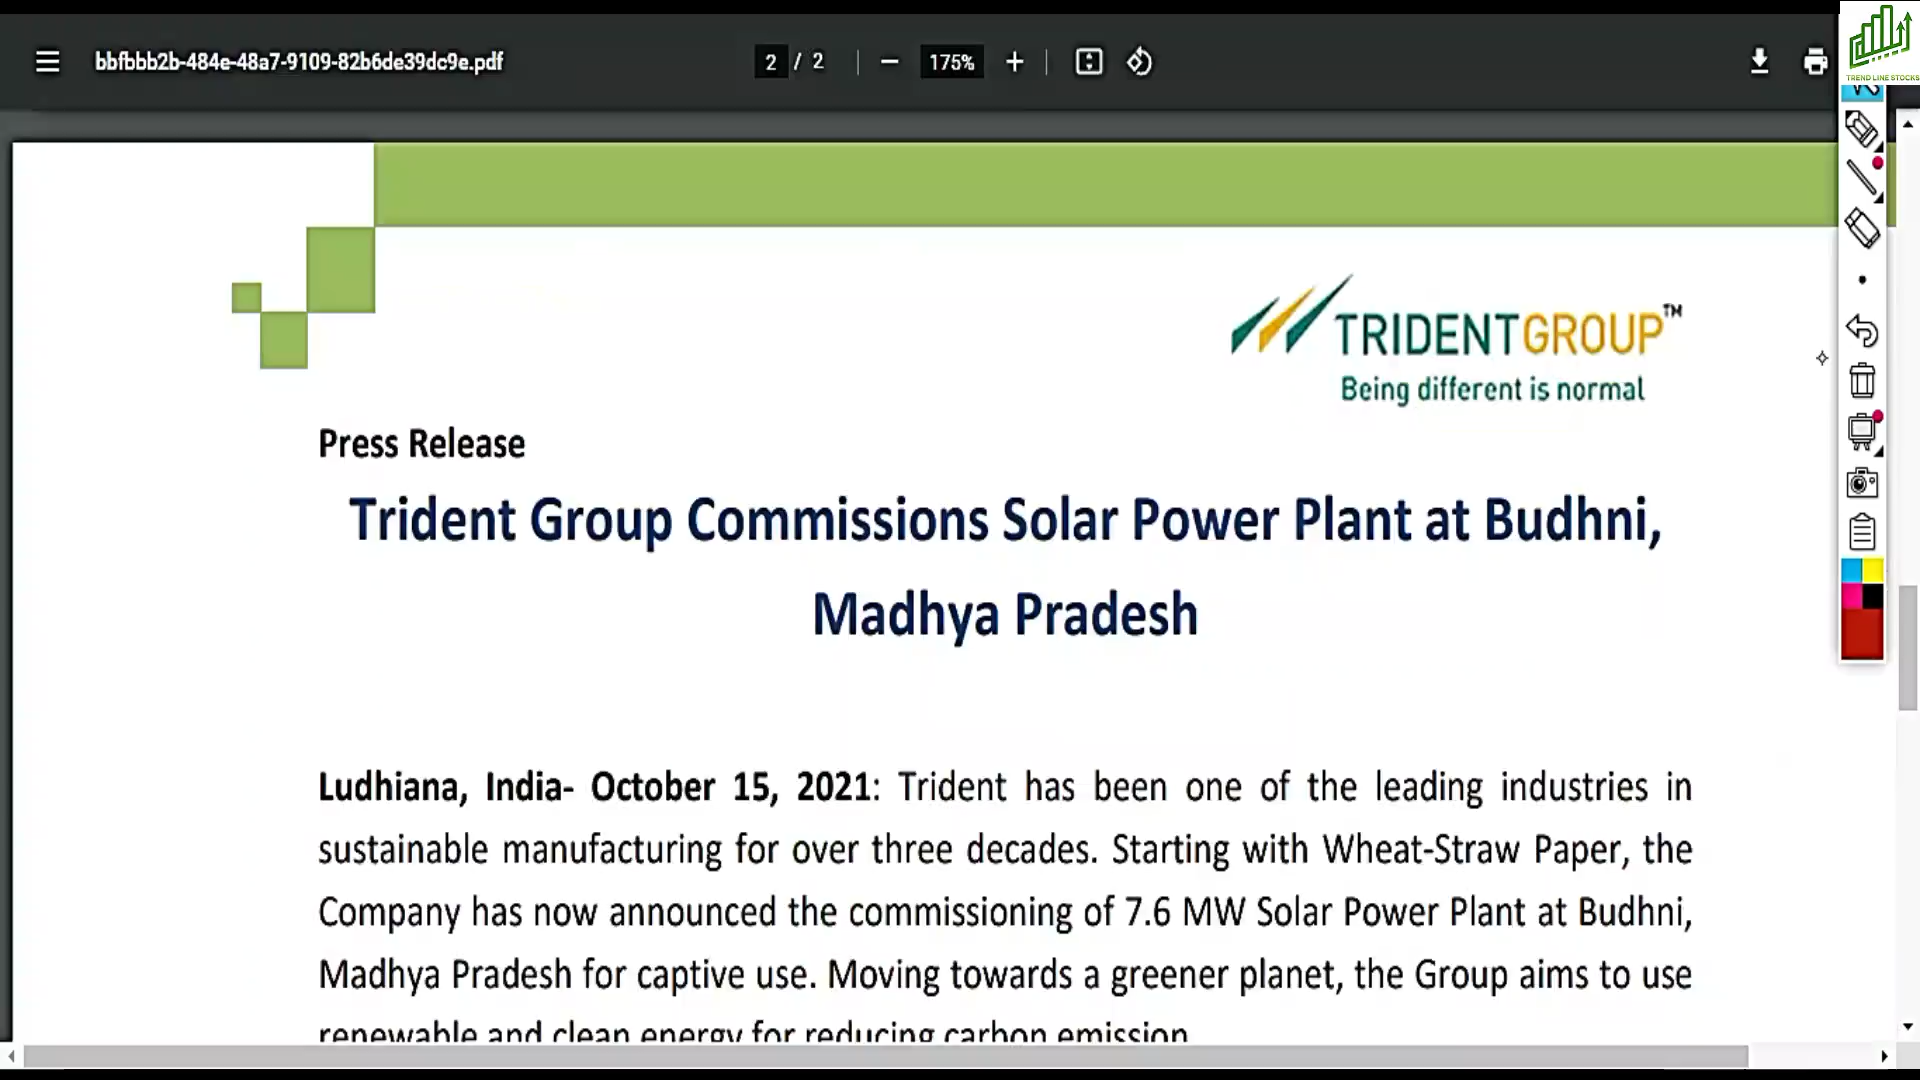 bbfbbb2b-484e-48a7-9109-82b6de39dc9e.pdf
2 / 2
175%
TREND LINE STOCKS
TRIDENTGROUP™
Being different is normal
Press Release
Trident Group Commissions Solar Power Plant at Budhni,
Madhya Pradesh
Ludhiana, India- October 15, 2021: Trident has been one of the leading industries in
sustainable manufacturing for over three decades. Starting with Wheat-Straw Paper, the
Company has now announced the commissioning of 7.6 MW Solar Power Plant at Budhni,
Madhya Pradesh for captive use. Moving towards a greener planet, the Group aims to use
renewable and clean energy for reducing carbon emission